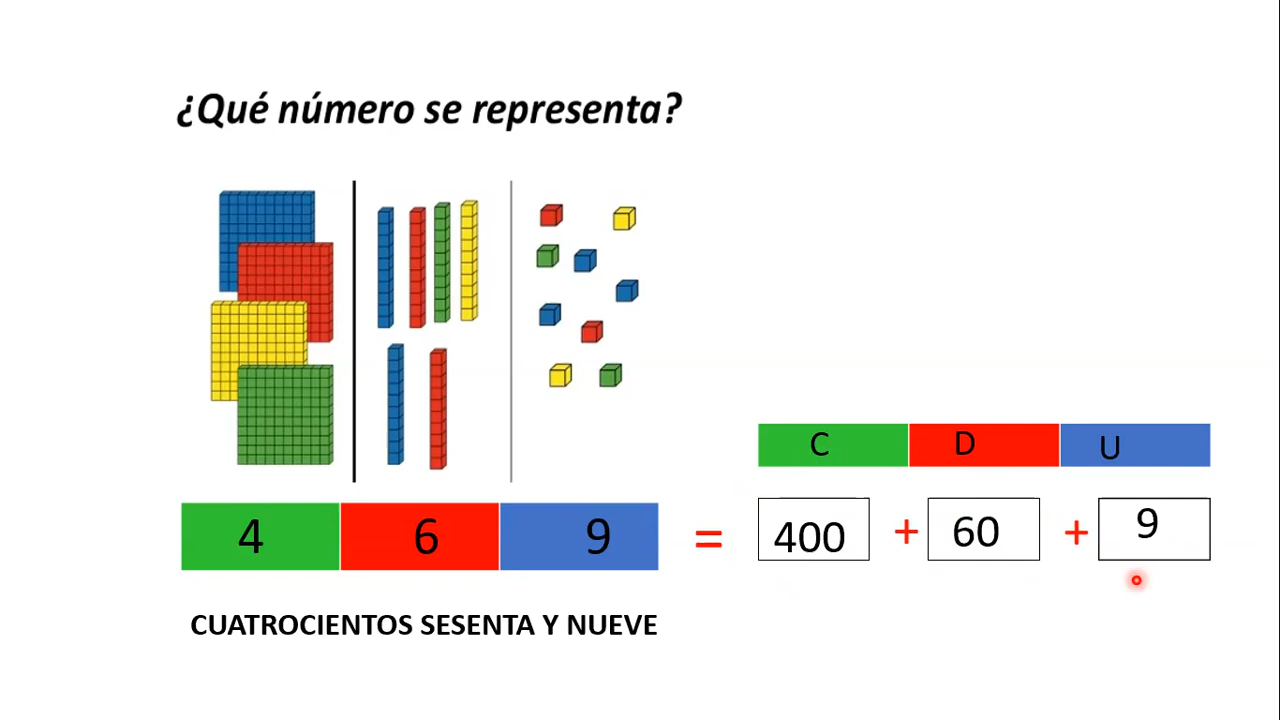 ¿Qué número se representa?
C D U
4 6 9 = 400 + 60 + 9
CUATROCIENTOS SESENTA Y NUEVE